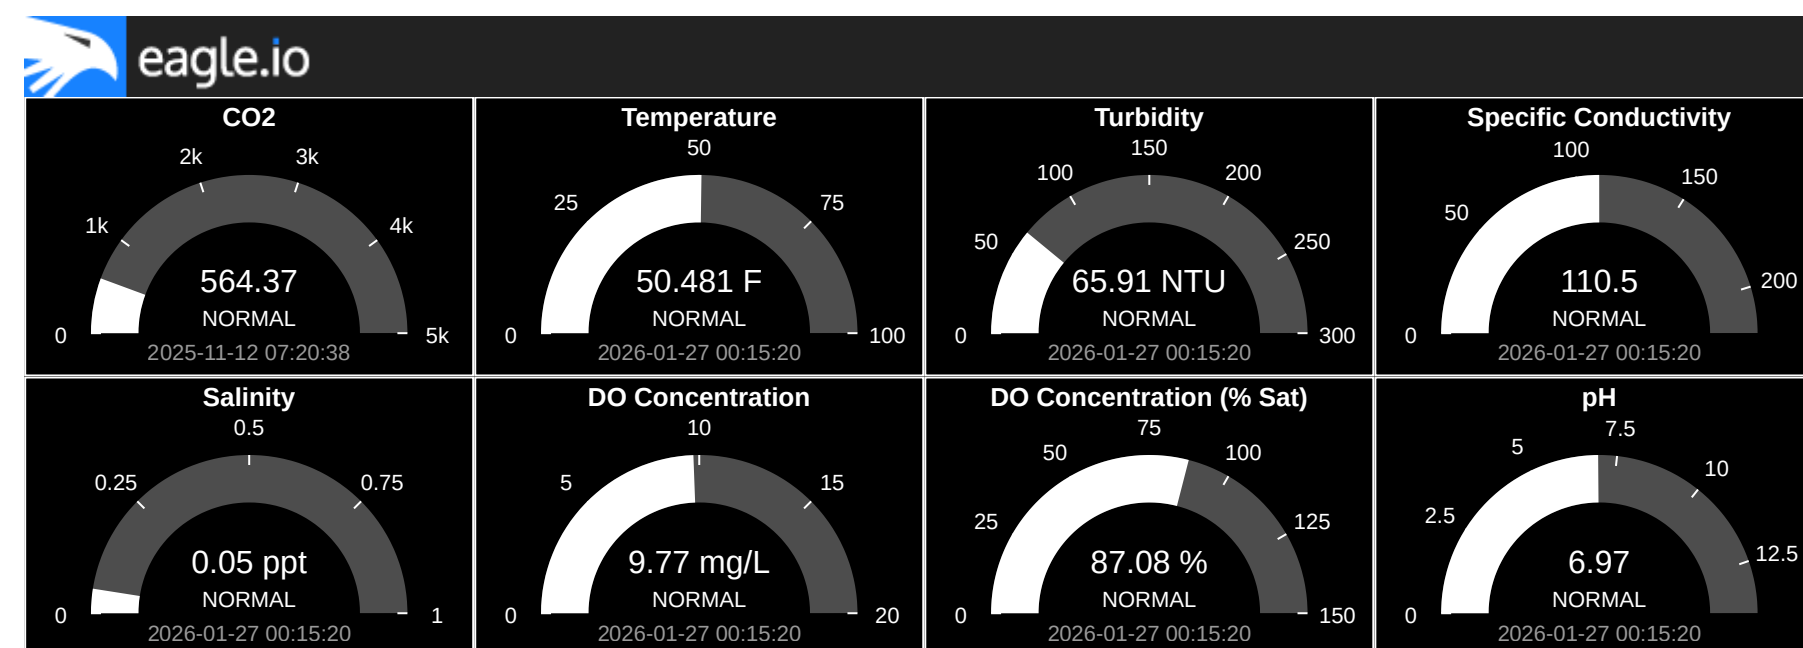 eagle.io
CO2
0
1k
2k
3k
4k
5k
564.37
NORMAL
2025-11-12 07:20:38
Temperature
0
25
50
75
100
50.481 F
NORMAL
2026-01-27 00:15:20
Turbidity
0
50
100
150
200
250
300
65.91 NTU
NORMAL
2026-01-27 00:15:20
Specific Conductivity
0
50
100
150
200
110.5
NORMAL
2026-01-27 00:15:20
Salinity
0
0.25
0.5
0.75
1
0.05 ppt
NORMAL
2026-01-27 00:15:20
DO Concentration
0
5
10
15
20
9.77 mg/L
NORMAL
2026-01-27 00:15:20
DO Concentration (% Sat)
0
25
50
75
100
125
150
87.08 %
NORMAL
2026-01-27 00:15:20
pH
0
2.5
5
7.5
10
12.5
6.97
NORMAL
2026-01-27 00:15:20